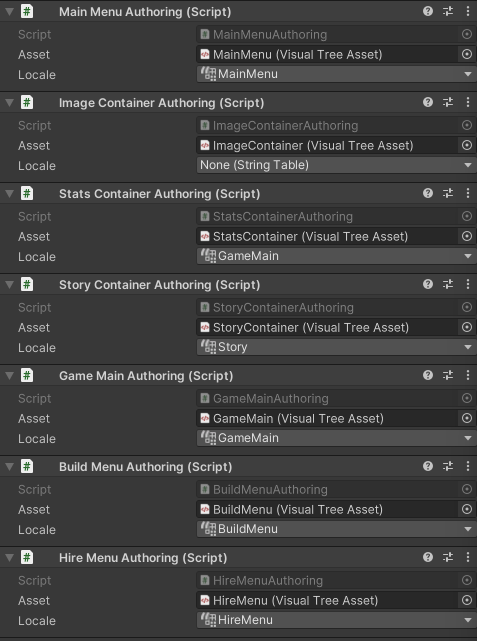 Main Menu Authoring (Script)
Script MainMenuAuthoring
Asset MainMenu (Visual Tree Asset)
Locale MainMenu
Image Container Authoring (Script)
Script ImageContainerAuthoring
Asset ImageContainer (Visual Tree Asset)
Locale None (String Table)
Stats Container Authoring (Script)
Script StatsContainerAuthoring
Asset StatsContainer (Visual Tree Asset)
Locale GameMain
Story Container Authoring (Script)
Script StoryContainerAuthoring
Asset StoryContainer (Visual Tree Asset)
Locale Story
Game Main Authoring (Script)
Script GameMainAuthoring
Asset GameMain (Visual Tree Asset)
Locale GameMain
Build Menu Authoring (Script)
Script BuildMenuAuthoring
Asset BuildMenu (Visual Tree Asset)
Locale BuildMenu
Hire Menu Authoring (Script)
Script HireMenuAuthoring
Asset HireMenu (Visual Tree Asset)
Locale HireMenu